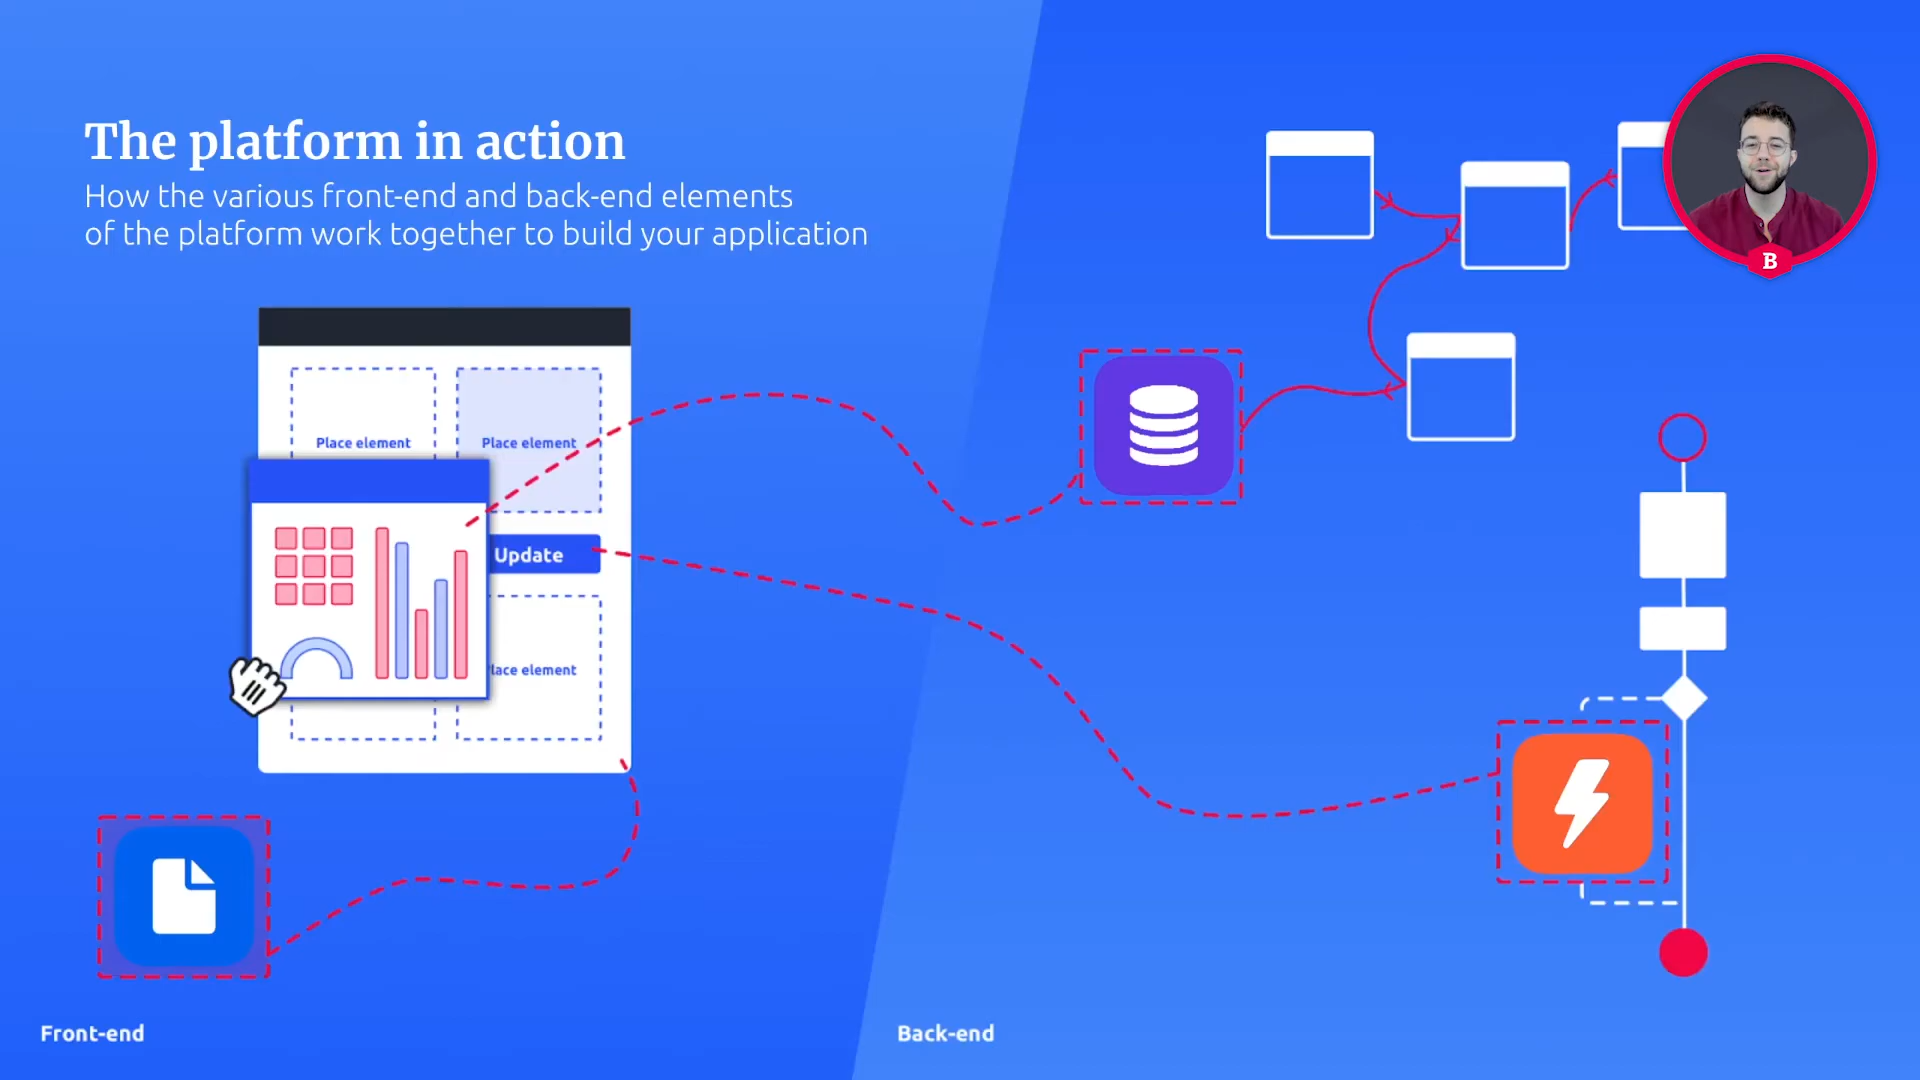 The platform in action
How the various front-end and back-end elements
of the platform work together to build your application
B
Place element
Place element
Update
lace element
Front-end
Back-end